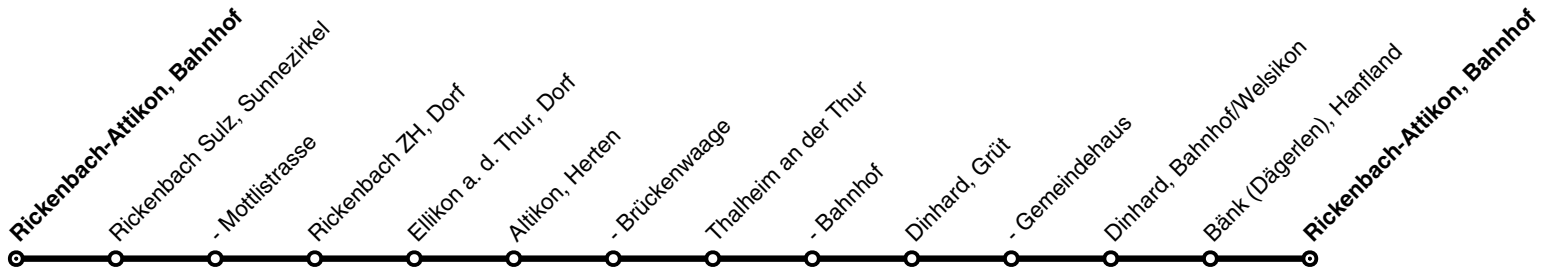 Rickenbach-Attikon, Bahnhof
Rickenbach Sulz, Sunnezirkel
- Mottlistrasse
Rickenbach ZH, Dorf
Ellikon a. d. Thur, Dorf
Altikon, Herten
- Brückenwaage
Thalheim an der Thur
- Bahnhof
Dinhard, Grüt
- Gemeindehaus
Dinhard, Bahnhof/Welsikon
Bänk (Dägerlen), Hanfland
Rickenbach-Attikon, Bahnhof